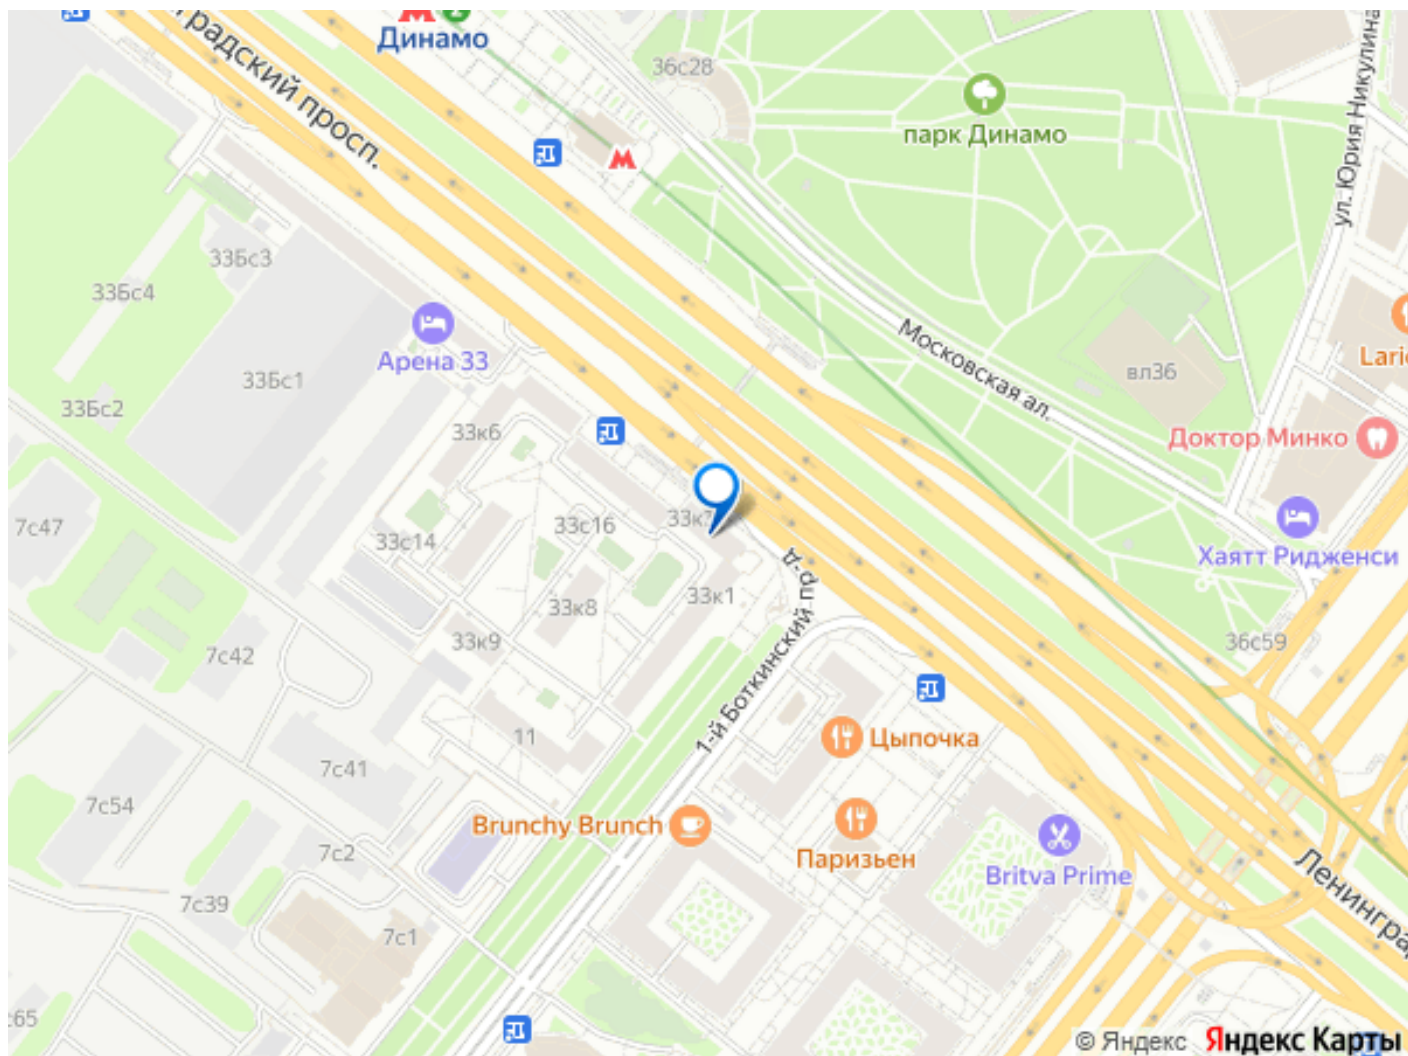 Динамо
градский просп.
36с28
парк Динамо
ул. Юрия Никулина
33Бс3
33Бс4
Арена 33
33Бс1
33Бс2
Московская ал.
вл36
Доктор Минко
33к6
7с47
33с14
33с16
33к1
33к8
33к9
1-й Боткинский пр-д
Хаятт Ридженси
36с59
7с42
11
7с41
7с54
7с2
7с39
7с1
Цыпочка
Brunchy Brunch
Паризьен
Britva Prime
Ленинград
© Яндекс Яндекс Карты